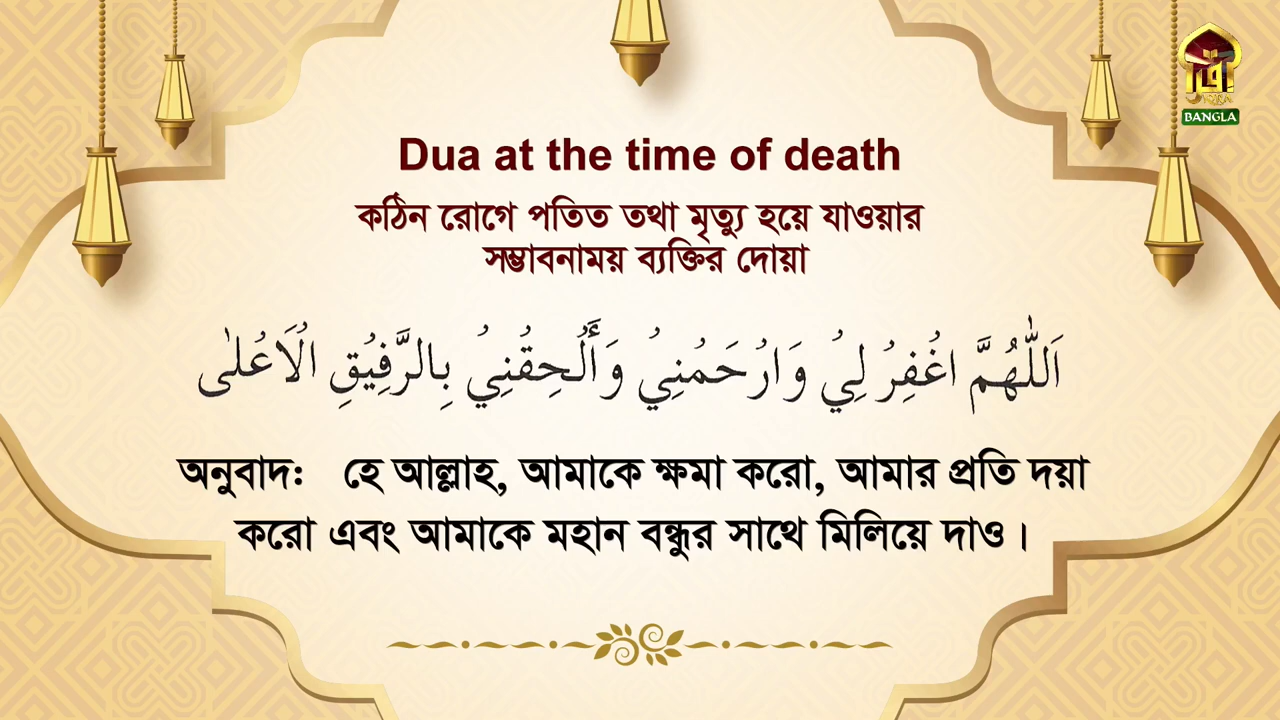 BANGLA
Dua at the time of death
কঠিন রোগে পতিত তথা মৃত্যু হয়ে যাওয়ার
সম্ভাবনাময় ব্যক্তির দোয়া
اَللّٰهُمَّ اغْفِرْ لِيْ وَارْحَمْنِيْ وَأَلْحِقْنِيْ بِالرَّفِيْقِ الْاَعْلٰى
অনুবাদঃ হে আল্লাহ, আমাকে ক্ষমা করো, আমার প্রতি দয়া
করো এবং আমাকে মহান বন্ধুর সাথে মিলিয়ে দাও।